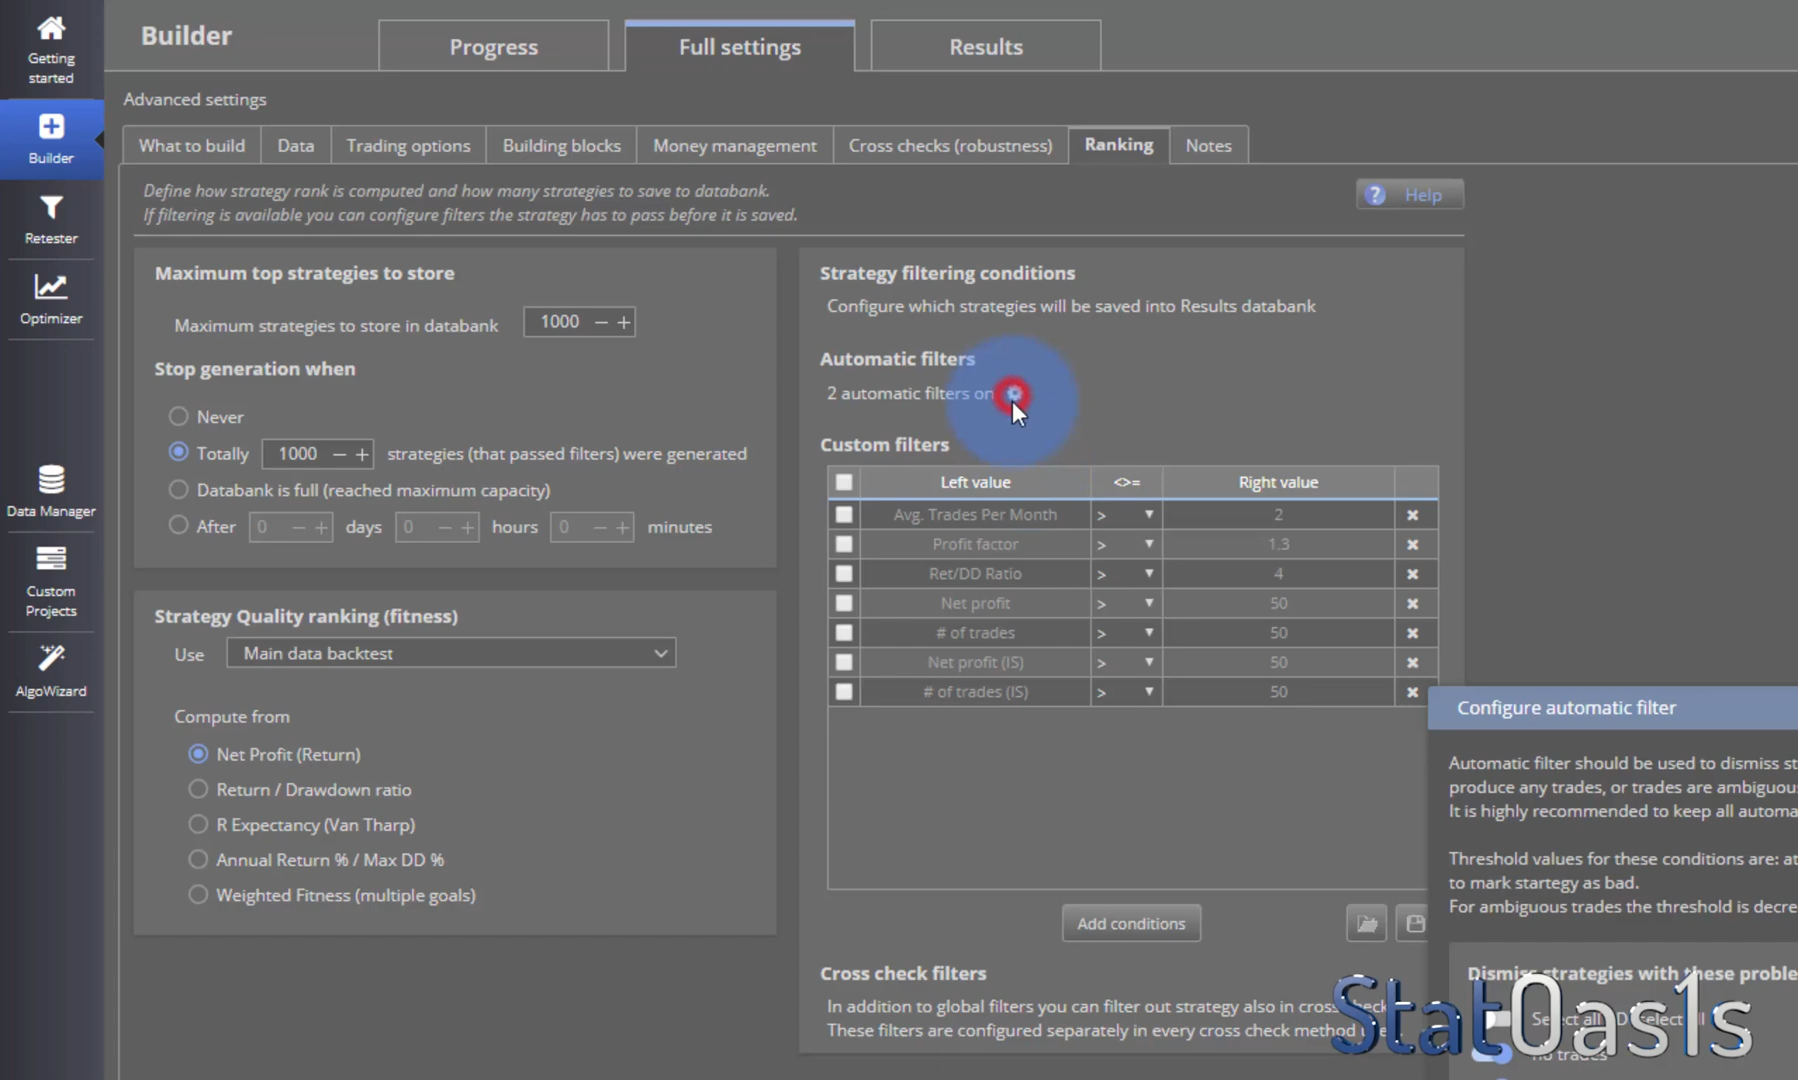 Getting
started
Builder
Retester
Optimizer
Data Manager
Custom
Projects
AlgoWizard
Builder
Progress
Full settings
Results
Advanced settings
What to build
Data
Trading options
Building blocks
Money management
Cross checks (robustness)
Ranking
Notes
Define how strategy rank is computed and how many strategies to save to databank.
If filtering is available you can configure filters the strategy has to pass before it is saved.
? Help
Maximum top strategies to store
Maximum strategies to store in databank 1000 − +
Stop generation when
Never
Totally 1000 − + strategies (that passed filters) were generated
Databank is full (reached maximum capacity)
After 0 − + days 0 − + hours 0 − + minutes
Strategy Quality ranking (fitness)
Use Main data backtest
Compute from
Net Profit (Return)
Return / Drawdown ratio
R Expectancy (Van Tharp)
Annual Return % / Max DD %
Weighted Fitness (multiple goals)
Strategy filtering conditions
Configure which strategies will be saved into Results databank
Automatic filters
2 automatic filters on
Custom filters
Left value <>= Right value
Avg. Trades Per Month > 2
Profit factor > 1.3
Ret/DD Ratio > 4
Net profit > 50
# of trades > 50
Net profit (IS) > 50
# of trades (IS) > 50
Add conditions
Cross check filters
In addition to global filters you can filter out strategy also in cross check
These filters are configured separately in every cross check method
Configure automatic filter
Automatic filter should be used to dismiss st
produce any trades, or trades are ambiguous
It is highly recommended to keep all automa
Threshold values for these conditions are: at
to mark startegy as bad.
For ambiguous trades the threshold is decre
Dismiss strategies with these proble
Select all
No trades
StatOas1s